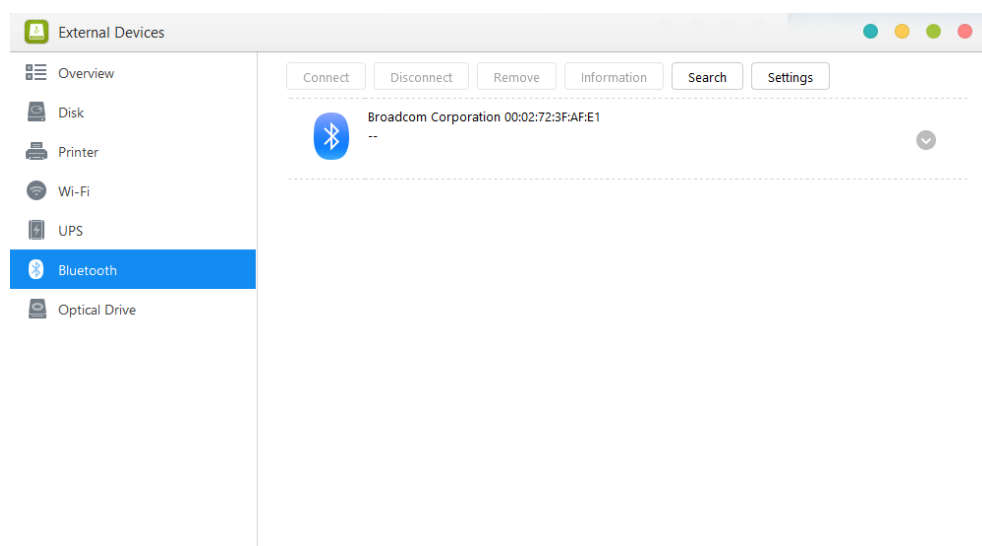 External Devices
Overview
Disk
Printer
Wi-Fi
UPS
Bluetooth
Optical Drive
Connect Disconnect Remove Information Search Settings
Broadcom Corporation 00:02:72:3F:AF:E1
--